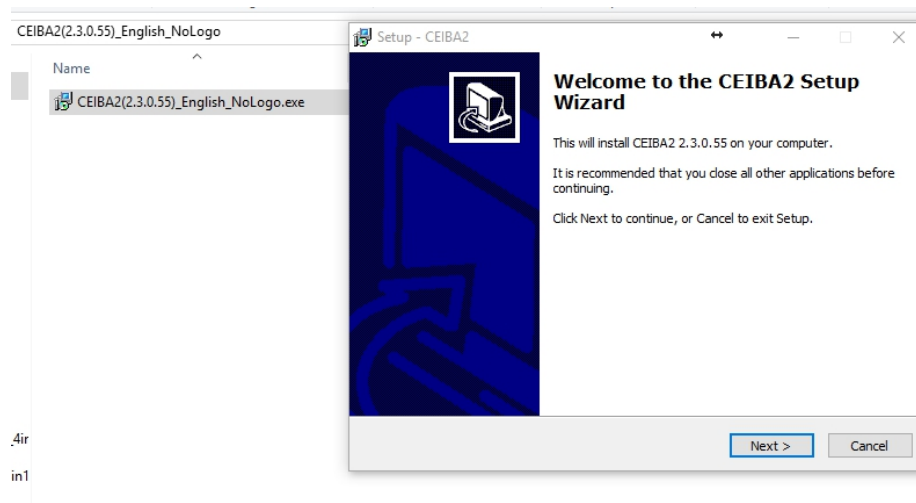 CEIBA2(2.3.0.55)_English_NoLogo
Setup - CEIBA2
Name
CEIBA2(2.3.0.55)_English_NoLogo.exe
Welcome to the CEIBA2 Setup
Wizard
This will install CEIBA2 2.3.0.55 on your computer.
It is recommended that you close all other applications before
continuing.
Click Next to continue, or Cancel to exit Setup.
_4in
in1
Next >
Cancel